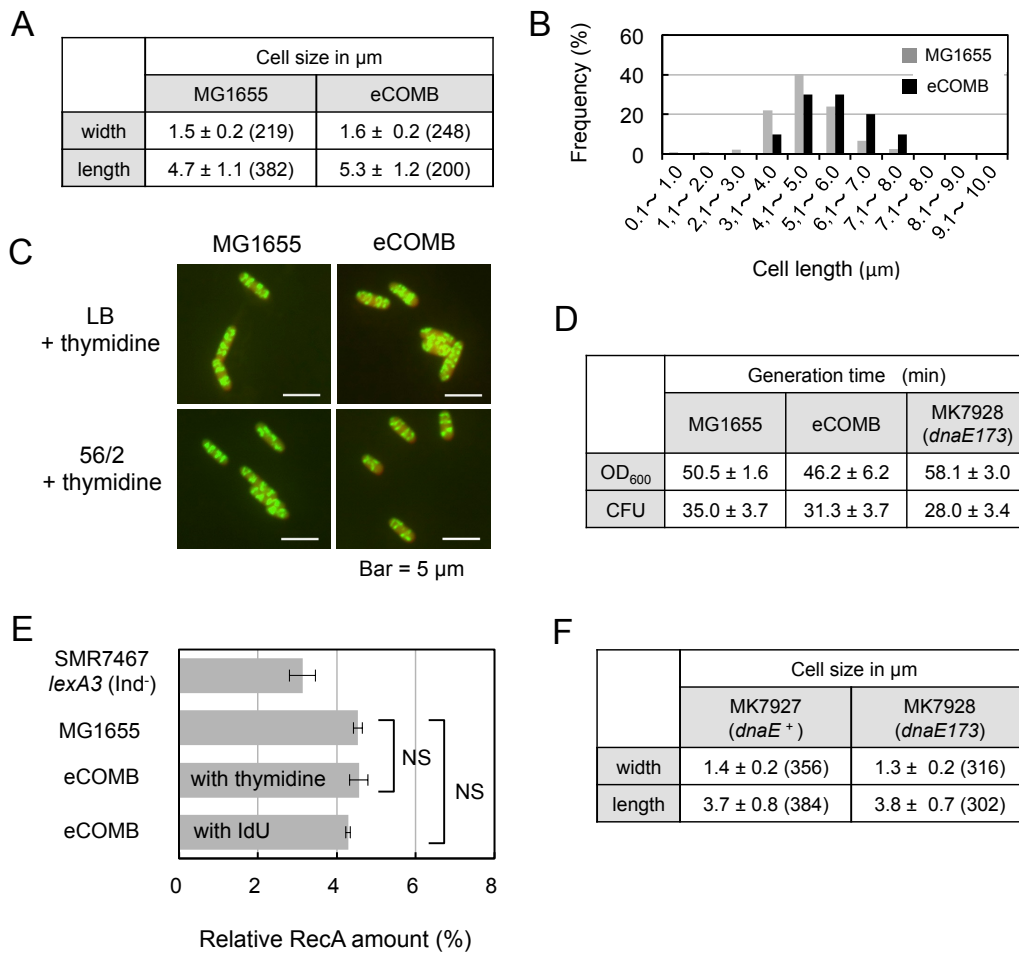 A
Cell size in µm
MG1655 eCOMB
width 1.5 ± 0.2 (219) 1.6 ± 0.2 (248)
length 4.7 ± 1.1 (382) 5.3 ± 1.2 (200)
B
Frequency (%)
60
40
20
0
MG1655
eCOMB
0.1~ 1.0
1,1~ 2.0
2,1~ 3.0
3,1~ 4.0
4,1~ 5.0
5,1~ 6.0
6,1~ 7.0
7,1~ 8.0
7.1~ 8.0
8.1~ 9.0
9.1~ 10.0
Cell length (µm)
C
MG1655 eCOMB
LB
+ thymidine
56/2
+ thymidine
Bar = 5 µm
D
Generation time (min)
MG1655 eCOMB MK7928
(dnaE173)
OD600 50.5 ± 1.6 46.2 ± 6.2 58.1 ± 3.0
CFU 35.0 ± 3.7 31.3 ± 3.7 28.0 ± 3.4
E
SMR7467
lexA3 (Ind-)
MG1655
eCOMB with thymidine
eCOMB with IdU
NS
NS
0 2 4 6 8
Relative RecA amount (%)
F
Cell size in µm
MK7927 MK7928
(dnaE +) (dnaE173)
width 1.4 ± 0.2 (356) 1.3 ± 0.2 (316)
length 3.7 ± 0.8 (384) 3.8 ± 0.7 (302)